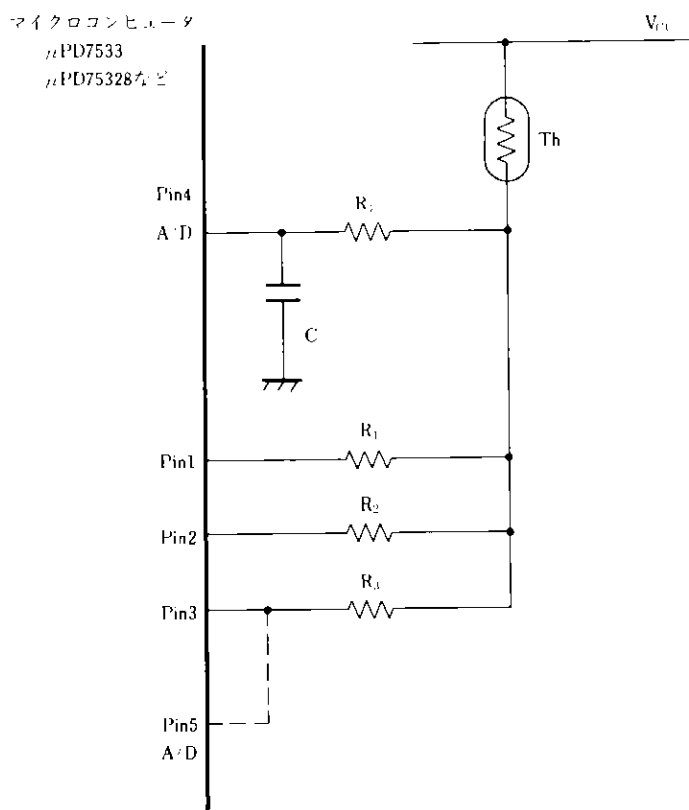 マイクロコンピュータ
μPD7533
μPD75328など
VCC
Th
Pin4
A/D
R7
C
Pin1
R1
Pin2
R2
Pin3
R3
Pin5
A/D